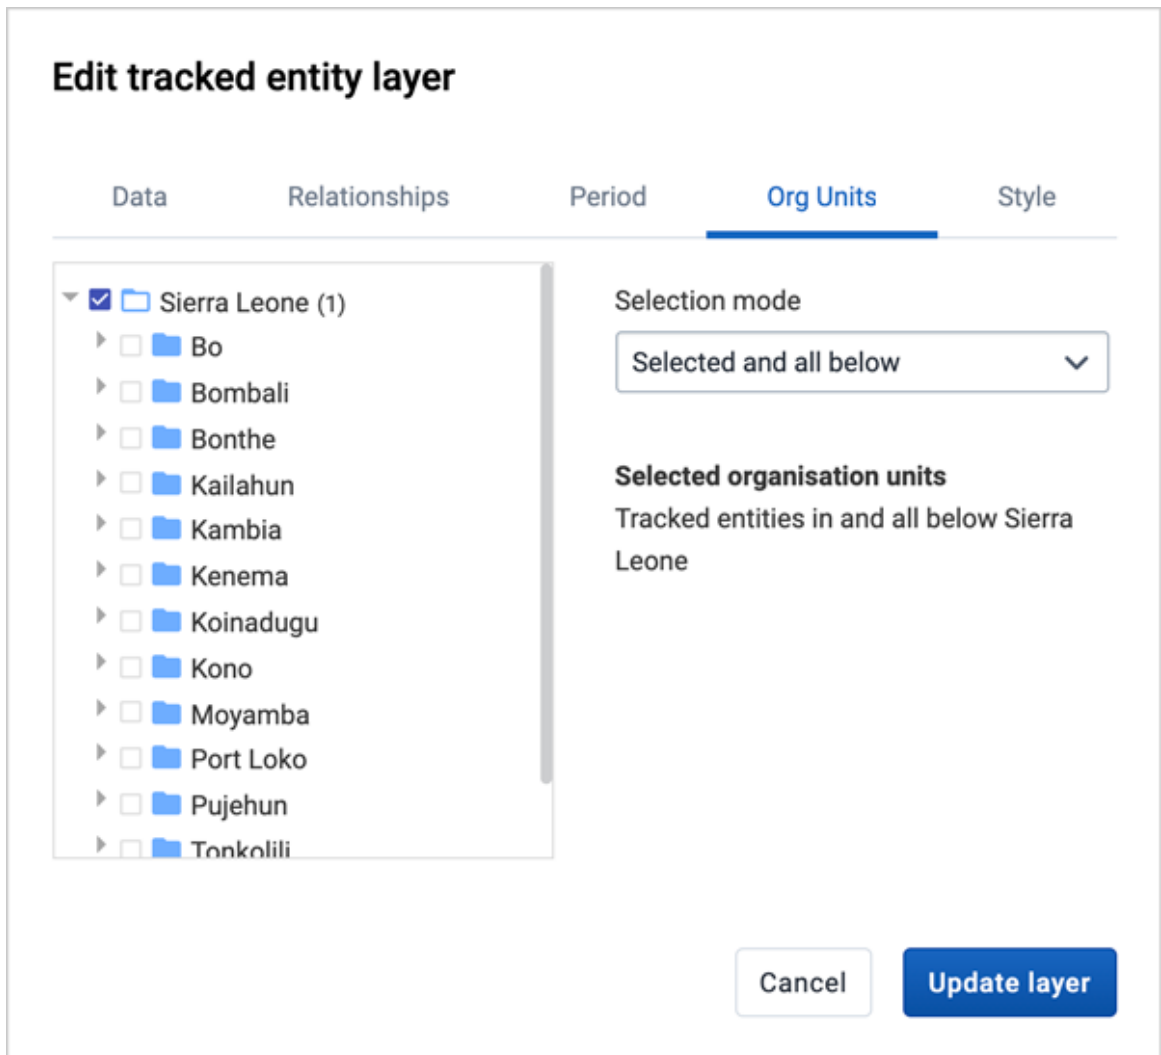 Edit tracked entity layer
Data Relationships Period Org Units Style
Sierra Leone (1)
Bo
Bombali
Bonthe
Kailahun
Kambia
Kenema
Koinadugu
Kono
Moyamba
Port Loko
Pujehun
Tonkolili
Selection mode
Selected and all below
Selected organisation units
Tracked entities in and all below Sierra
Leone
Cancel Update layer